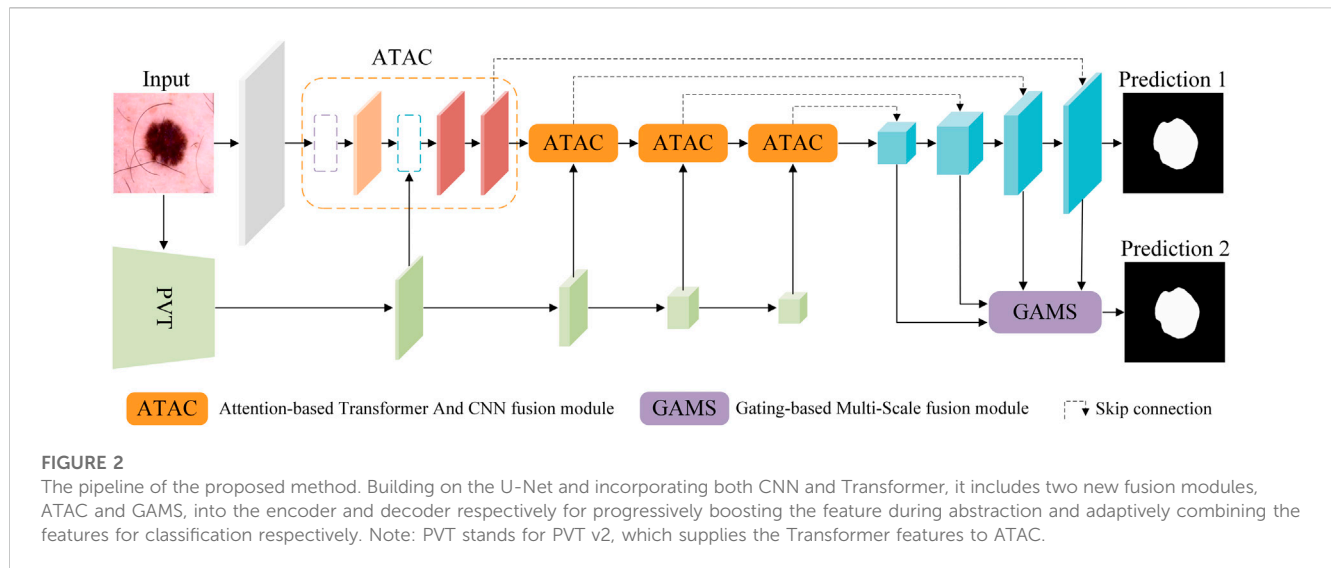 ATAC
Input
Prediction 1
ATAC
ATAC
ATAC
Prediction 2
PVT
GAMS
ATAC Attention-based Transformer And CNN fusion module GAMS Gating-based Multi-Scale fusion module Skip connection
FIGURE 2
The pipeline of the proposed method. Building on the U-Net and incorporating both CNN and Transformer, it includes two new fusion modules,
ATAC and GAMS, into the encoder and decoder respectively for progressively boosting the feature during abstraction and adaptively combining the
features for classification respectively. Note: PVT stands for PVT v2, which supplies the Transformer features to ATAC.